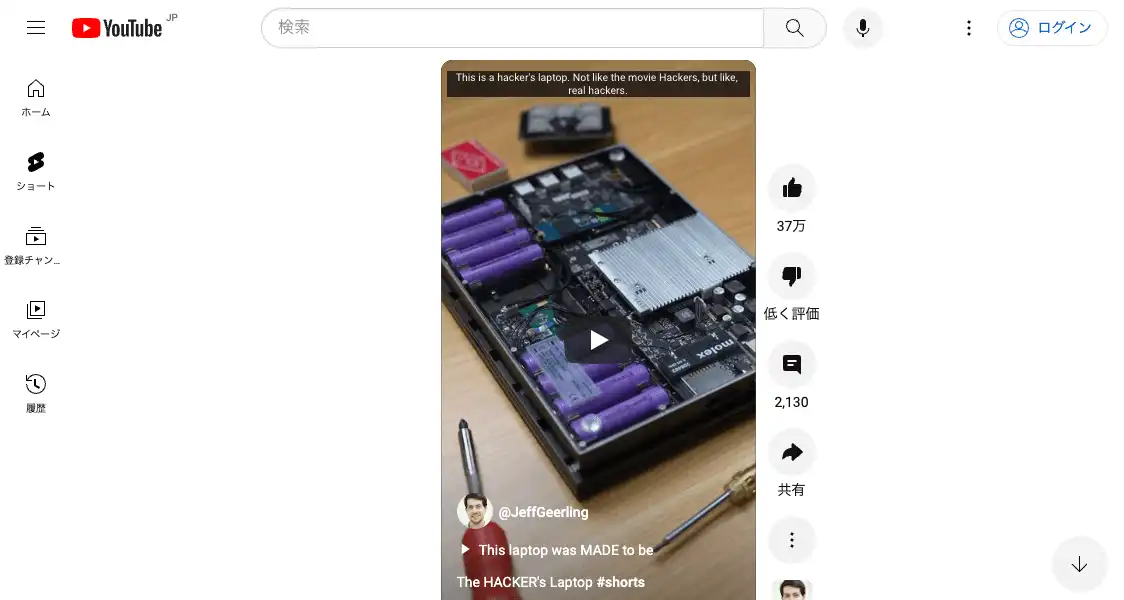 YouTube JP
検索
ログイン
ホーム
ショート
登録チャン...
マイページ
履歴
This is a hacker's laptop. Not like the movie Hackers, but like,
real hackers.
molex
37万
低く評価
2,130
共有
@JeffGeerling
This laptop was MADE to be
The HACKER's Laptop #shorts